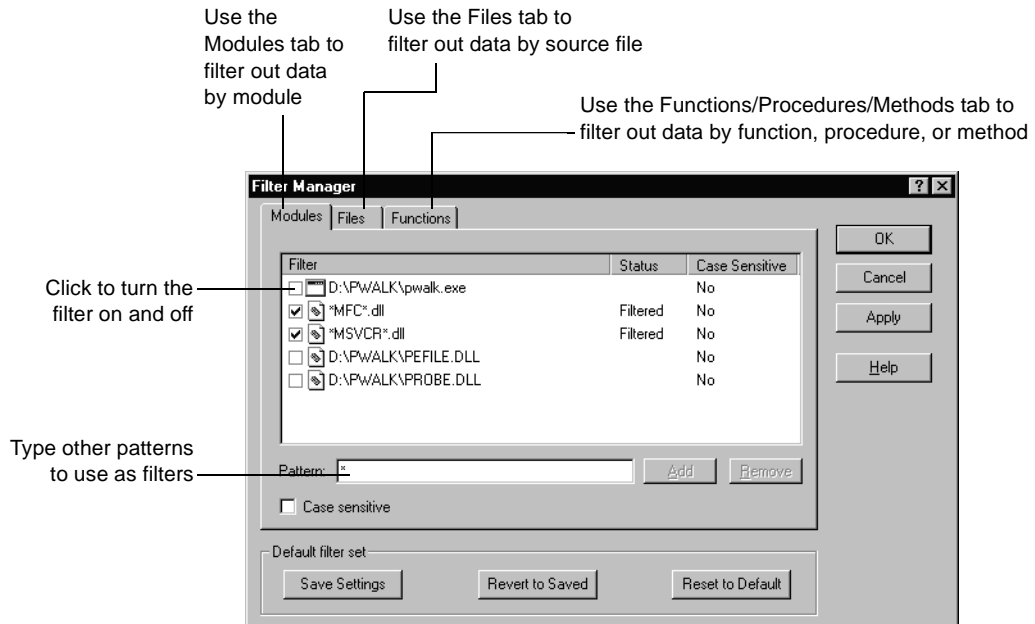 Use the
Modules tab to
filter out data
by module
Use the Files tab to
filter out data by source file
Use the Functions/Procedures/Methods tab to
filter out data by function, procedure, or method
Filter Manager
Modules Files Functions
OK
Cancel
Apply
Help
Filter Status Case Sensitive
D:\PWALK\pwalk.exe No
*MFC*.dll Filtered No
*MSVCR*.dll Filtered No
D:\PWALK\PEFILE.DLL No
D:\PWALK\PROBE.DLL No
Click to turn the
filter on and off
Type other patterns
to use as filters
Pattern: * Add Remove
Case sensitive
Default filter set
Save Settings Revert to Saved Reset to Default